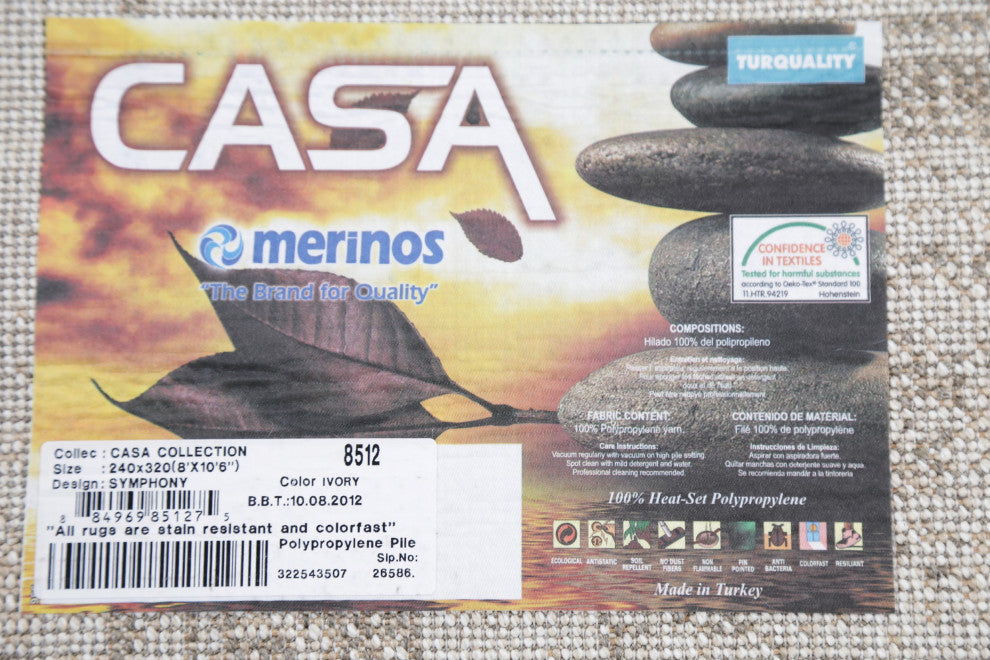 CASA
TURQUALITY
merinos
"The Brand for Quality"
CONFIDENCE
IN TEXTILES
Tested for harmful substances
according to Oeko-Tex® Standard 100
11.HTR.94219 Hohenstein
COMPOSITIONS:
Hilado 100% del polipropileno
Entretien et nettoyage:
FABRIC CONTENT:
100% Polypropylene yarn.
Care Instructions:
Vacuum regularly with vacuum on high pile setting.
Spot clean with mild detergent and water.
Professional cleaning recommended.
CONTENIDO DE MATERIAL:
Filé 100% de polypropylène
Instrucciones de Limpieza:
Aspirar con aspiradora fuerte.
Quitar manchas con detergente suave y aqua.
Se recomienda mandar a la tintoreria
100% Heat-Set Polypropylene
ECOLOGICAL
ANTISTATIC
SOIL
REPELLENT
NO DUST
FIBERS
NON
FLAMMABLE
PIN
POINTED
ANTI
BACTERIA
COLORFAST
RESILIANT
Made in Turkey
Collec : CASA COLLECTION
8512
Size : 240x320(8'X10'6")
Design : SYMPHONY
Color IVORY
B.B.T.:10.08.2012
84969 85127 5
"All rugs are stain resistant and colorfast"
Polypropylene Pile
Sip.No:
322543507 26586.